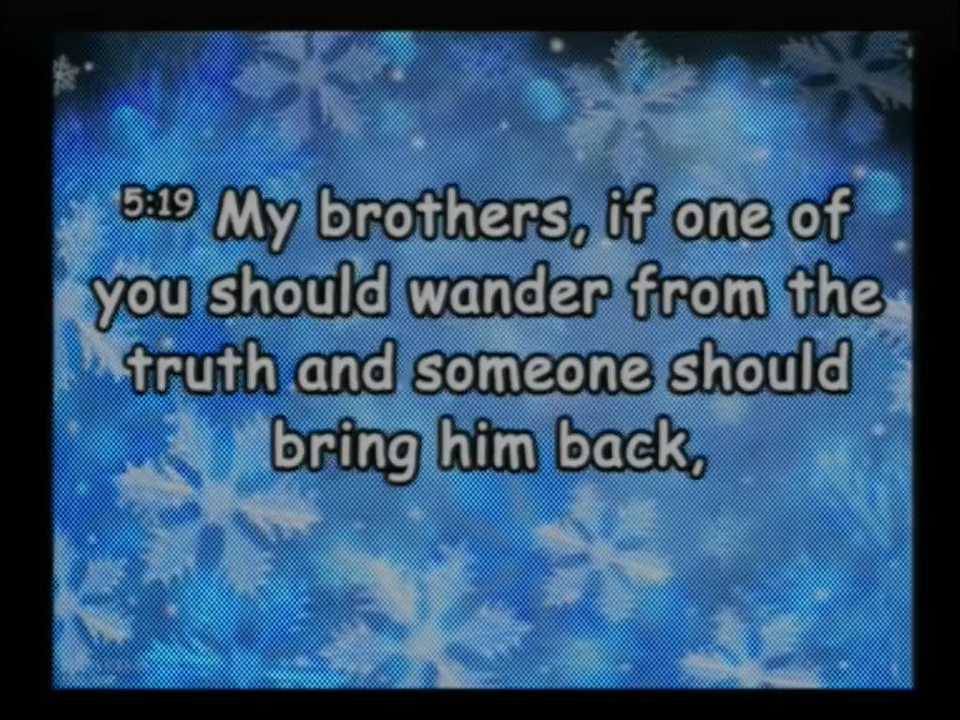 5:19 My brothers, if one of
you should wander from the
truth and someone should
bring him back,